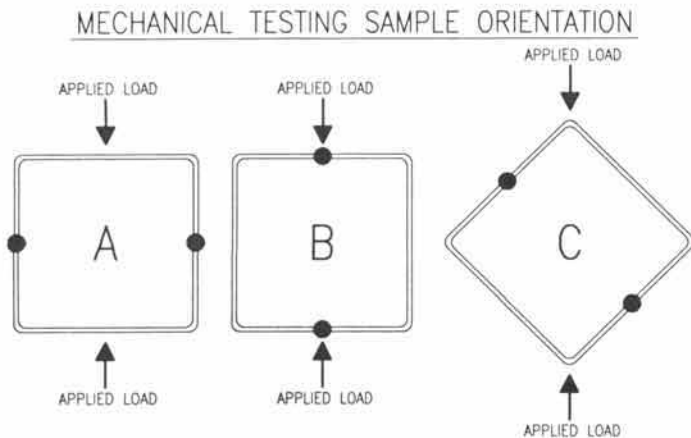 MECHANICAL TESTING SAMPLE ORIENTATION
APPLIED LOAD
APPLIED LOAD
APPLIED LOAD
A
B
C
APPLIED LOAD
APPLIED LOAD
APPLIED LOAD